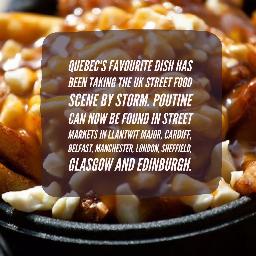 QUEBEC'S FAVOURITE DISH HAS
BEEN TAKING THE UK STREET FOOD
SCENE BY STORM. POUTINE
CAN NOW BE FOUND IN STREET
MARKETS IN LLANTWIT MAJOR, CARDIFF,
BELFAST, MANCHESTER, LONDON, SHEFFIELD,
GLASGOW AND EDINBURGH.